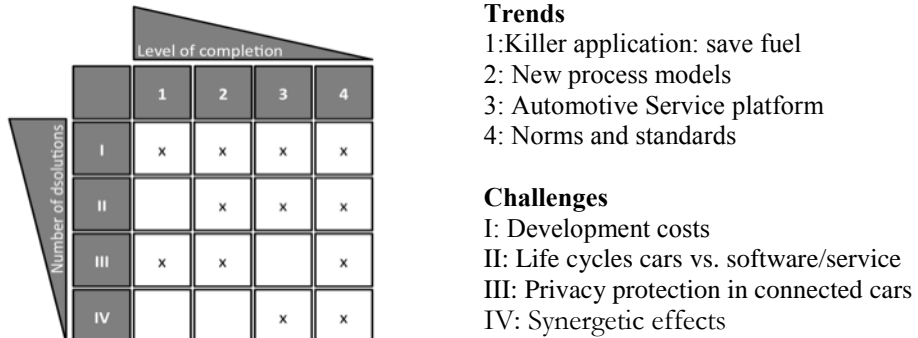 Level of completion
1 2 3 4
Number of dsolutions
I x x x x
II x x x
III x x x
IV x x
Trends
1:Killer application: save fuel
2: New process models
3: Automotive Service platform
4: Norms and standards
Challenges
I: Development costs
II: Life cycles cars vs. software/service
III: Privacy protection in connected cars
IV: Synergetic effects